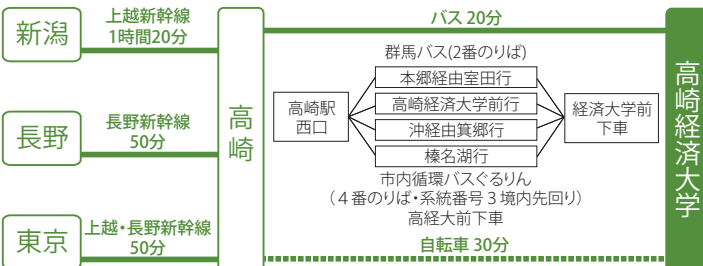 新潟
上越新幹線
1時間20分
長野
長野新幹線
50分
東京
上越・長野新幹線
50分
高崎
バス 20分
群馬バス(2番のりば)
高崎駅
西口
本郷経由室田行
高崎経済大学前行
沖経由箕郷行
榛名湖行
経済大学前
下車
市内循環バスぐるりん
(４番のりば・系統番号３境内先回り)
高経大前下車
自転車 30分
高崎経済大学